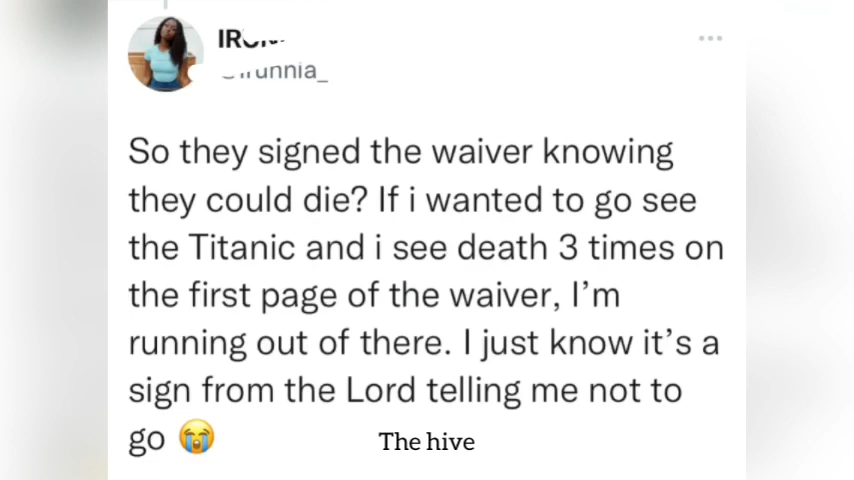 So they signed the waiver knowing
they could die? If i wanted to go see
the Titanic and i see death 3 times on
the first page of the waiver, I’m
running out of there. I just know it’s a
sign from the Lord telling me not to
go 😭
The hive